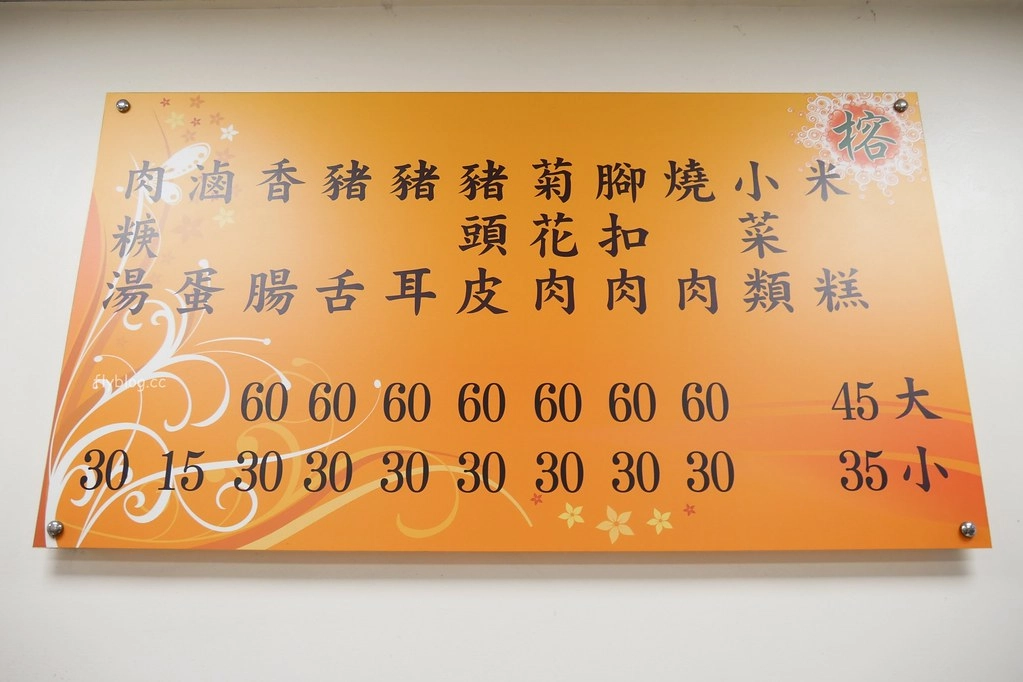 榕
大 小
米糕 45 35
小菜類
燒肉 60 30
腳扣肉 60 30
菊花肉 60 30
豬頭皮 60 30
豬耳 60 30
豬舌 60 30
香腸 60 30
滷蛋 15
肉湯 30
flyblog.cc